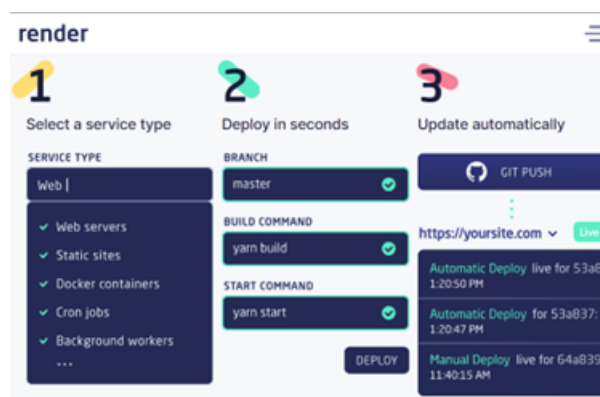 render
1
Select a service type
SERVICE TYPE
Web
Web servers
Static sites
Docker containers
Cron jobs
Background workers
...
2
Deploy in seconds
BRANCH
master
BUILD COMMAND
yarn build
START COMMAND
yarn start
DEPLOY
3
Update automatically
GIT PUSH
https://yoursite.com
Live
Automatic Deploy live for 53a8
1:20:50 PM
Automatic Deploy for 53a837:
1:20:47 PM
Manual Deploy live for 64a839
11:40:15 AM